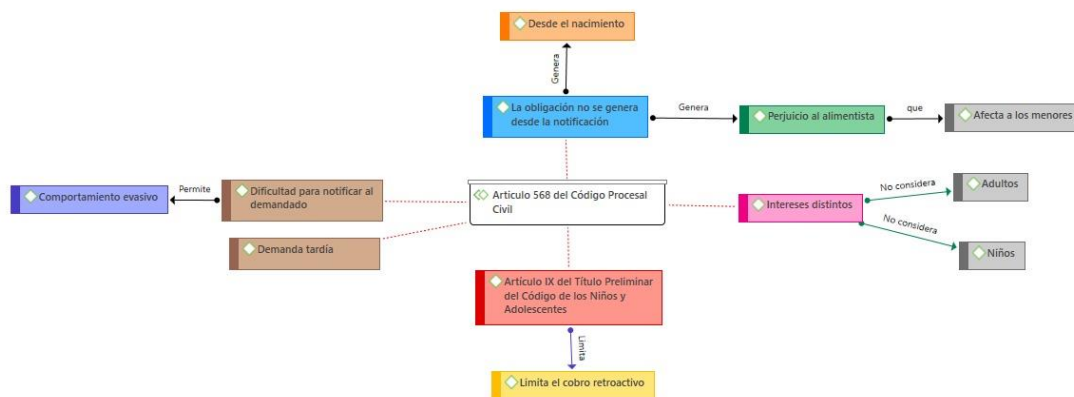 Desde el nacimiento
Genera
La obligación no se genera
desde la notificación
Genera
Perjuicio al alimentista
que
Afecta a los menores
Comportamiento evasivo
Permite
Dificultad para notificar al
demandado
Articulo 568 del Código Procesal
Civil
Intereses distintos
No considera
Adultos
No considera
Niños
Demanda tardía
Artículo IX del Título Preliminar
del Código de los Niños y
Adolescentes
Limita
Limita el cobro retroactivo